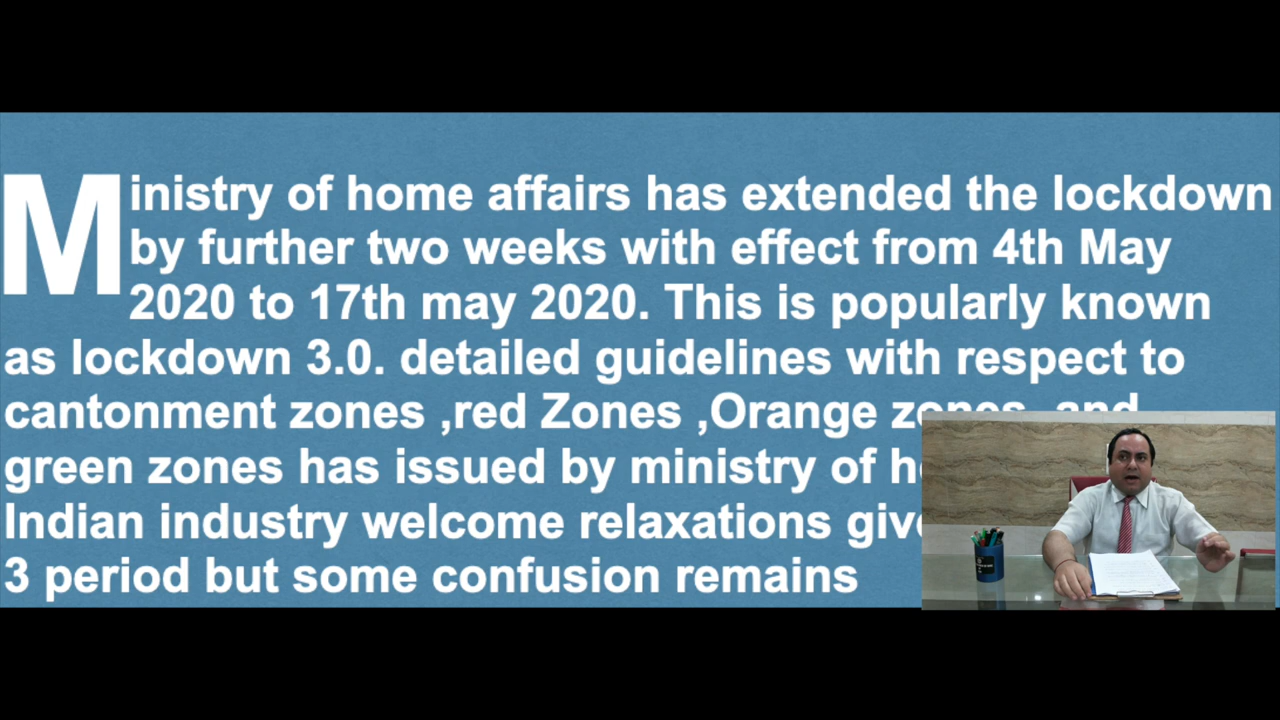 Ministry of home affairs has extended the lockdown
by further two weeks with effect from 4th May
2020 to 17th may 2020. This is popularly known
as lockdown 3.0. detailed guidelines with respect to
cantonment zones ,red Zones ,Orange zones and
green zones has issued by ministry of
Indian industry welcome relaxations
3 period but some confusion remains